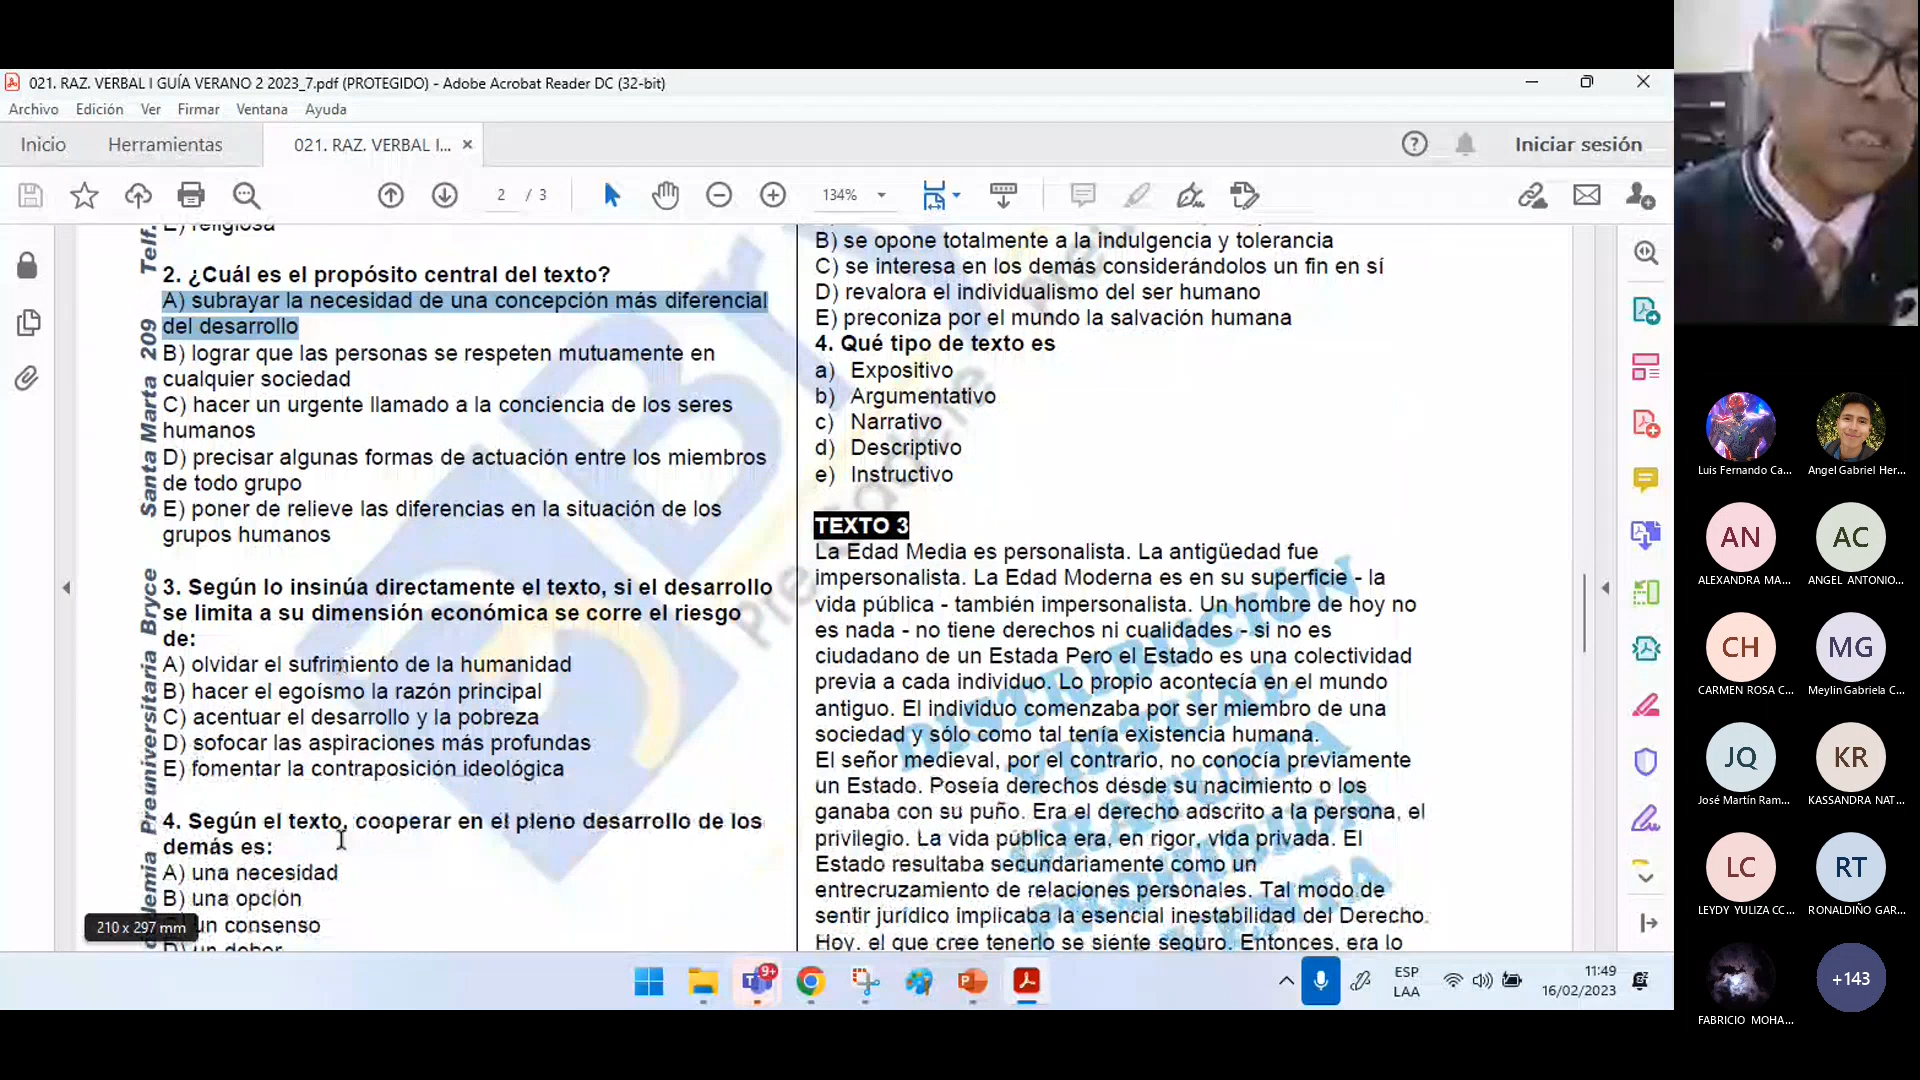 021. RAZ. VERBAL I GUÍA VERANO 2 2023_7.pdf (PROTEGIDO) - Adobe Acrobat Reader DC (32-bit)
Archivo Edición Ver Firmar Ventana Ayuda
Inicio Herramientas 021. RAZ. VERBAL I... Iniciar sesión
2 / 3 134%
Telf.
Santa Marta 209
Preuniversitaria Bryce
E) religiosa
2. ¿Cuál es el propósito central del texto?
A) subrayar la necesidad de una concepción más diferencial
del desarrollo
B) lograr que las personas se respeten mutuamente en
cualquier sociedad
C) hacer un urgente llamado a la conciencia de los seres
humanos
D) precisar algunas formas de actuación entre los miembros
de todo grupo
E) poner de relieve las diferencias en la situación de los
grupos humanos
3. Según lo insinúa directamente el texto, si el desarrollo
se limita a su dimensión económica se corre el riesgo
de:
A) olvidar el sufrimiento de la humanidad
B) hacer el egoísmo la razón principal
C) acentuar el desarrollo y la pobreza
D) sofocar las aspiraciones más profundas
E) fomentar la contraposición ideológica
4. Según el texto, cooperar en el pleno desarrollo de los
demás es:
A) una necesidad
B) una opción
un consenso
D) un deber
210 x 297 mm
B) se opone totalmente a la indulgencia y tolerancia
C) se interesa en los demás considerándolos un fin en sí
D) revalora el individualismo del ser humano
E) preconiza por el mundo la salvación humana
4. Qué tipo de texto es
a) Expositivo
b) Argumentativo
c) Narrativo
d) Descriptivo
e) Instructivo
TEXTO 3
La Edad Media es personalista. La antigüedad fue
impersonalista. La Edad Moderna es en su superficie - la
vida pública - también impersonalista. Un hombre de hoy no
es nada - no tiene derechos ni cualidades - si no es
ciudadano de un Estada Pero el Estado es una colectividad
previa a cada individuo. Lo propio acontecía en el mundo
antiguo. El individuo comenzaba por ser miembro de una
sociedad y sólo como tal tenía existencia humana.
El señor medieval, por el contrario, no conocía previamente
un Estado. Poseía derechos desde su nacimiento o los
ganaba con su puño. Era el derecho adscrito a la persona, el
privilegio. La vida pública era, en rigor, vida privada. El
Estado resultaba secundariamente como un
entrecruzamiento de relaciones personales. Tal modo de
sentir jurídico implicaba la esencial inestabilidad del Derecho.
Hoy, el que cree tenerlo se siente seguro. Entonces, era lo
DISTRIBUCIÓN
VIRTUAL
GRATUITA
PROHIBIDA
VENTA
9+
ESP
LAA
11:49
16/02/2023
Luis Fernando Ca...
Angel Gabriel Her...
AN
AC
ALEXANDRA MA...
ANGEL ANTONIO...
CH
MG
CARMEN ROSA C...
Meylin Gabriela C...
JQ
KR
José Martín Ram...
KASSANDRA NAT...
LC
RT
LEYDY YULIZA CC...
RONALDIÑO GAR...
+143
FABRICIO MOHA...